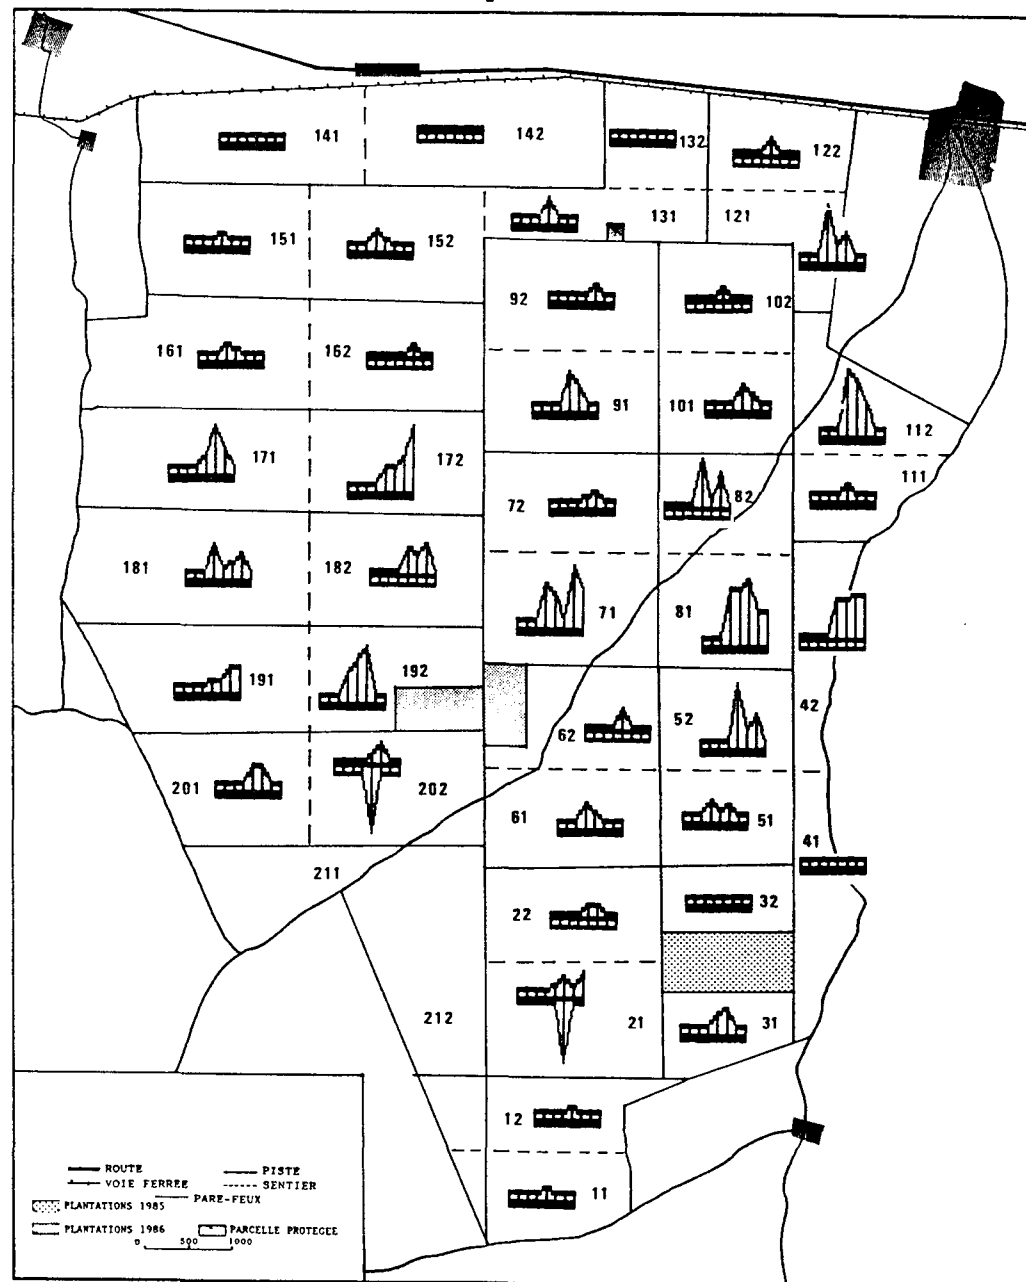 141 142 132 122
151 152 131 121
92 102
161 162
91 101 112
171 172 111
72 82
181 182
71 81
191 192
62 52 42
201 202
61 51 41
211
22 32
212 21 31
12
11
ROUTE PISTE
VOIE FERREE SENTIER
PARE-FEUX
PLANTATIONS 1985
PLANTATIONS 1986 PARCELLE PROTEGEE
0 500 1000